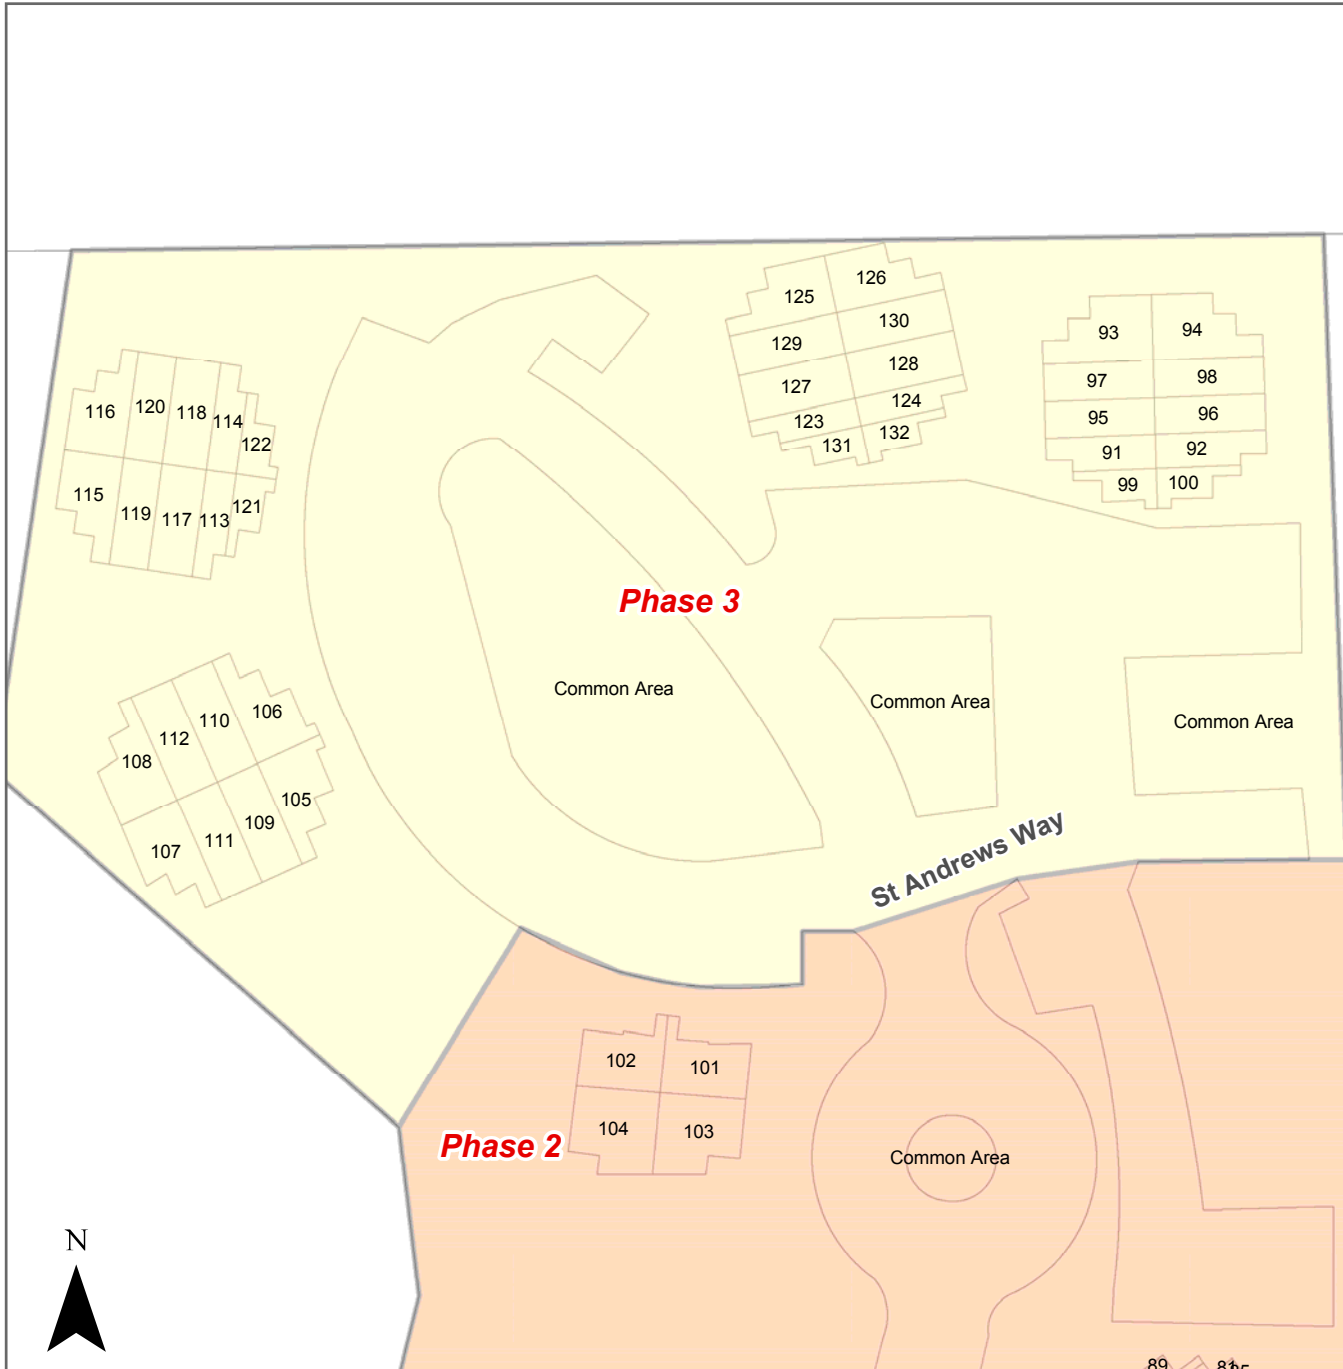 125 126
129 130
127 128
123 124
131 132
93 94
97 98
95 96
91 92
99 100
116 120 118 114 122
115 119 117 113 121
Phase 3
Common Area
Common Area
Common Area
108 112 110 106
107 111 109 105
St Andrews Way
102 101
104 103
Phase 2
Common Area
N
89